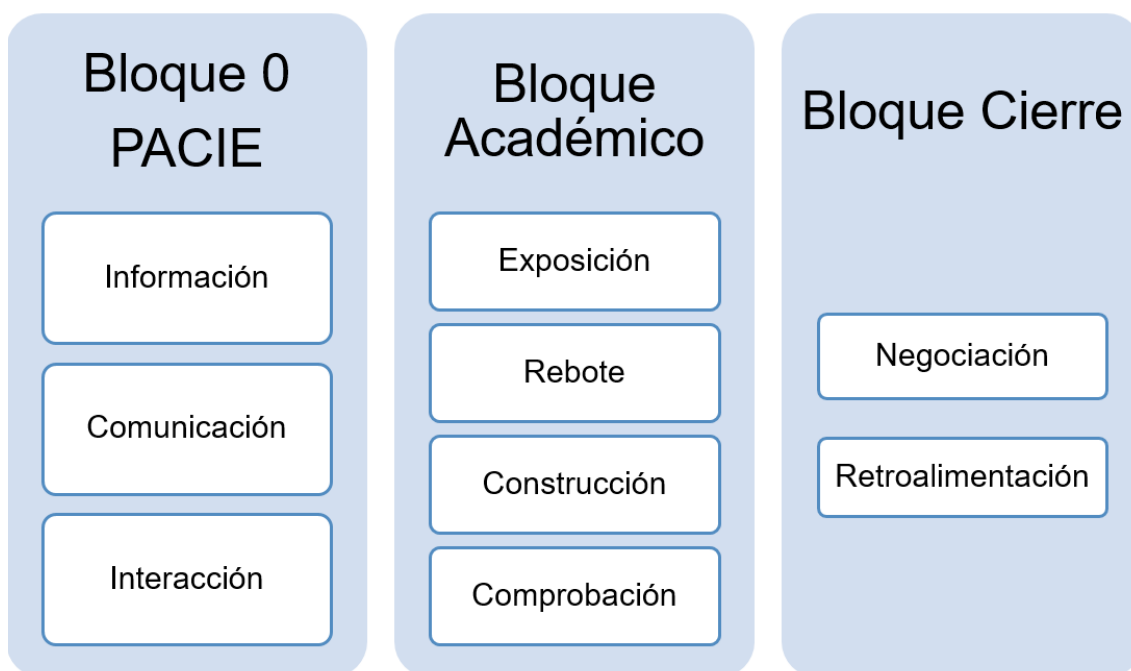 Bloque 0
PACIE
Información
Comunicación
Interacción
Bloque
Académico
Exposición
Rebote
Construcción
Comprobación
Bloque Cierre
Negociación
Retroalimentación